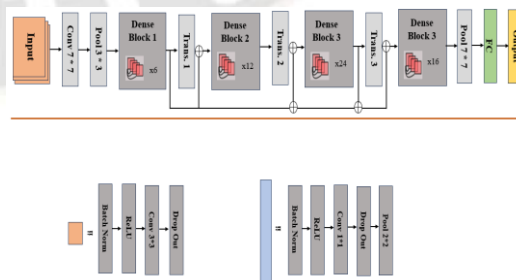 Input
Conv 7 * 7
Pool 3 * 3
Dense
Block 1
x6
Trans. 1
Dense
Block 2
x12
Trans. 2
Dense
Block 3
x24
Trans. 3
Dense
Block 3
x16
Pool 7 * 7
FC
Output
=
Batch Norm
ReLU
Conv 3*3
Drop Out
=
Batch Norm
ReLU
Conv 1*1
Drop Out
Pool 2*2